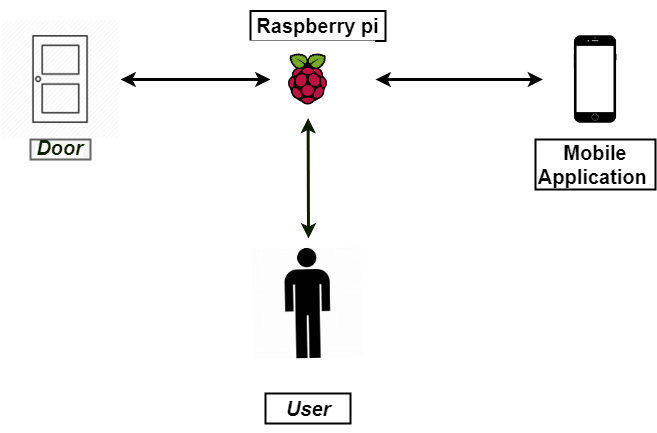 Raspberry pi
Door
Mobile
Application
User